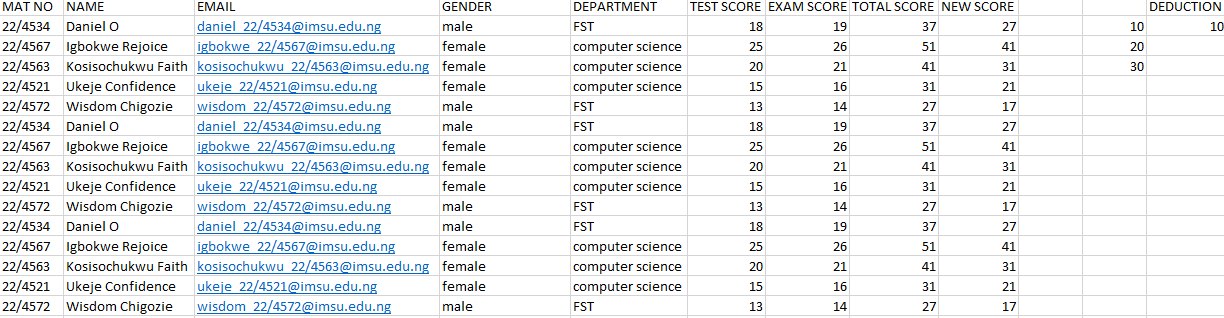 MAT NO NAME EMAIL GENDER DEPARTMENT TEST SCORE EXAM SCORE TOTAL SCORE NEW SCORE DEDUCTION
22/4534 Daniel O daniel_22/4534@imsu.edu.ng male FST 18 19 37 27 10 10
22/4567 Igbokwe Rejoice igbokwe_22/4567@imsu.edu.ng female computer science 25 26 51 41 20
22/4563 Kosisochukwu Faith kosisochukwu_22/4563@imsu.edu.ng female computer science 20 21 41 31 30
22/4521 Ukeje Confidence ukeje_22/4521@imsu.edu.ng female computer science 15 16 31 21
22/4572 Wisdom Chigozie wisdom_22/4572@imsu.edu.ng male FST 13 14 27 17
22/4534 Daniel O daniel_22/4534@imsu.edu.ng male FST 18 19 37 27
22/4567 Igbokwe Rejoice igbokwe_22/4567@imsu.edu.ng female computer science 25 26 51 41
22/4563 Kosisochukwu Faith kosisochukwu_22/4563@imsu.edu.ng female computer science 20 21 41 31
22/4521 Ukeje Confidence ukeje_22/4521@imsu.edu.ng female computer science 15 16 31 21
22/4572 Wisdom Chigozie wisdom_22/4572@imsu.edu.ng male FST 13 14 27 17
22/4534 Daniel O daniel_22/4534@imsu.edu.ng male FST 18 19 37 27
22/4567 Igbokwe Rejoice igbokwe_22/4567@imsu.edu.ng female computer science 25 26 51 41
22/4563 Kosisochukwu Faith kosisochukwu_22/4563@imsu.edu.ng female computer science 20 21 41 31
22/4521 Ukeje Confidence ukeje_22/4521@imsu.edu.ng female computer science 15 16 31 21
22/4572 Wisdom Chigozie wisdom_22/4572@imsu.edu.ng male FST 13 14 27 17